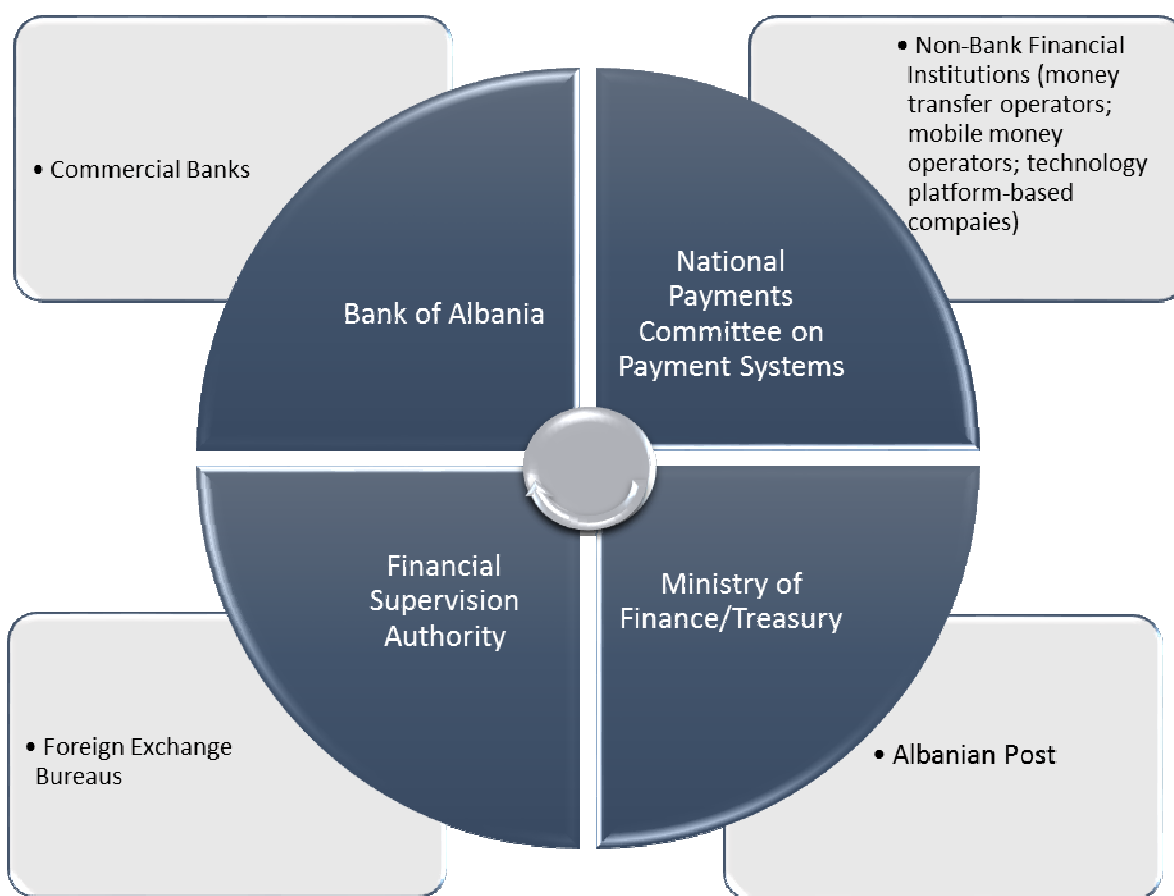 • Commercial Banks
• Non-Bank Financial
Institutions (money
transfer operators;
mobile money
operators; technology
platform-based
compaies)
Bank of Albania
National
Payments
Committee on
Payment Systems
Financial
Supervision
Authority
Ministry of
Finance/Treasury
• Foreign Exchange
Bureaus
• Albanian Post